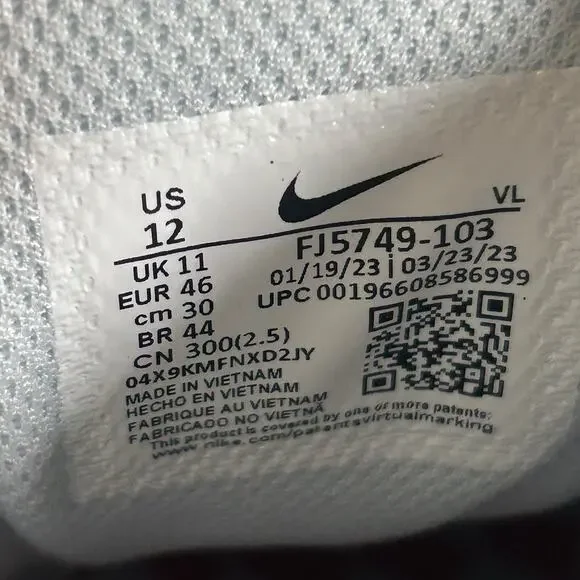 US
12
VL
FJ5749-103
01/19/23 | 03/23/23
UPC 00196608586999
UK 11
EUR 46
cm 30
BR 44
CN 300(2.5)
04X9KMFNXD2JY
MADE IN VIETNAM
HECHO EN VIETNAM
FABRIQUE AU VIETNAM
FABRICADO NO VIETNÃ
This product is covered by one or more patents:
www.nike.com/patentsvirtualmarking